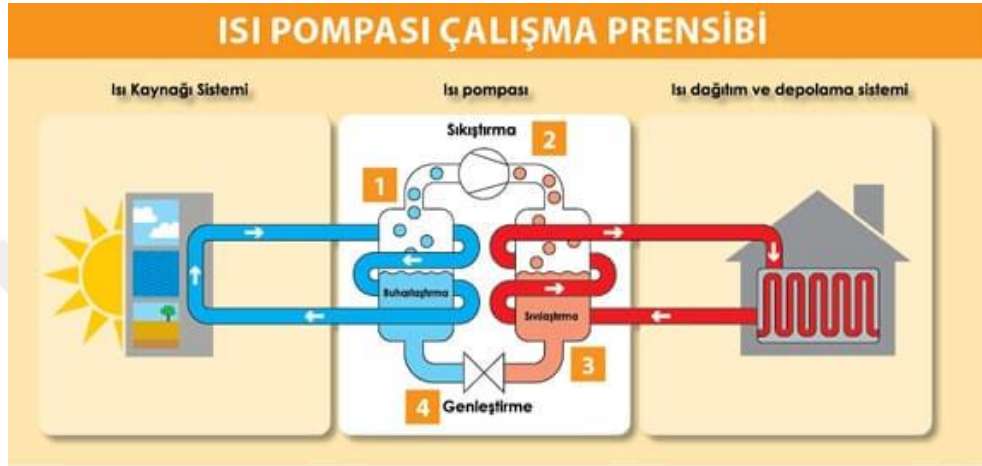 ISI POMPASI ÇALIŞMA PRENSİBİ
Isı Kaynağı Sistemi
Isı pompası
Isı dağıtım ve depolama sistemi
Sıkıştırma
2
1
Buharlaştırma
Sıvılaştırma
3
4
Genleştirme